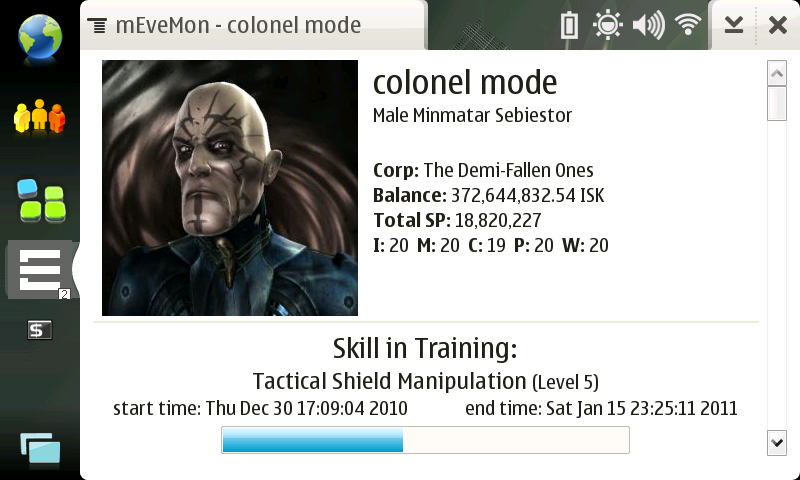 mEveMon - colonel mode
colonel mode
Male Minmatar Sebiestor
Corp: The Demi-Fallen Ones
Balance: 372,644,832.54 ISK
Total SP: 18,820,227
I: 20 M: 20 C: 19 P: 20 W: 20
2
$
Skill in Training:
Tactical Shield Manipulation (Level 5)
start time: Thu Dec 30 17:09:04 2010 end time: Sat Jan 15 23:25:11 2011